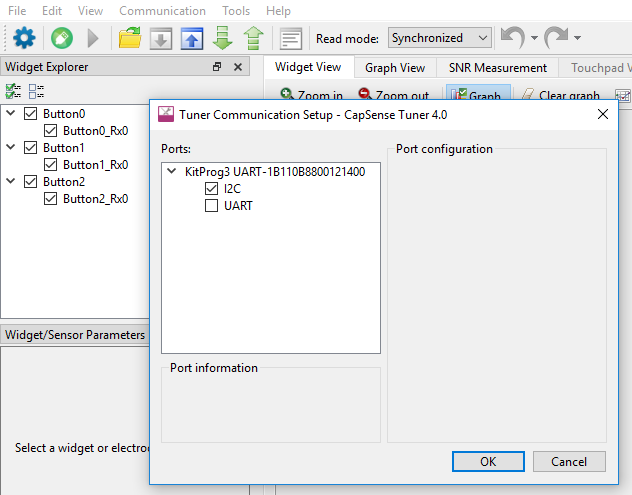 File Edit View Communication Tools Help
Read mode: Synchronized
Widget Explorer
Widget View Graph View SNR Measurement Touchpad V
Zoom in Zoom out Graph Clear graph
Button0
Button0_Rx0
Button1
Button1_Rx0
Button2
Button2_Rx0
Widget/Sensor Parameters
Select a widget or electro
Tuner Communication Setup - CapSense Tuner 4.0
Ports:
KitProg3 UART-1B110B8800121400
I2C
UART
Port configuration
Port information
OK Cancel